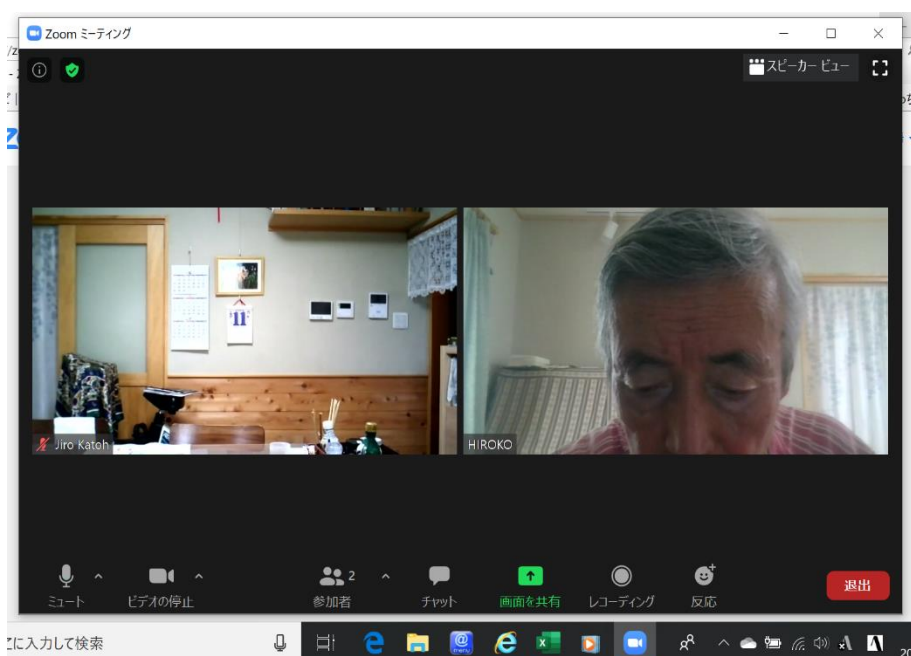 Zoom ミーティング
スピーカー ビュー
11
Jiro Katoh
HIROKO
2
ミュート
ビデオの停止
参加者
チャット
画面を共有
レコーディング
反応
退出
に入力して検索